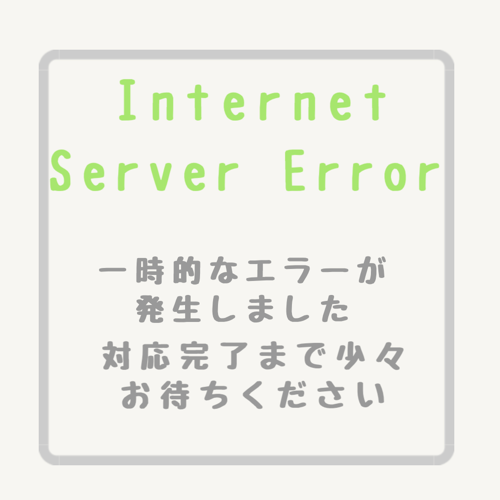 Internet
Server Error
一時的なエラーが
発生しました
対応完了まで少々
お待ちください